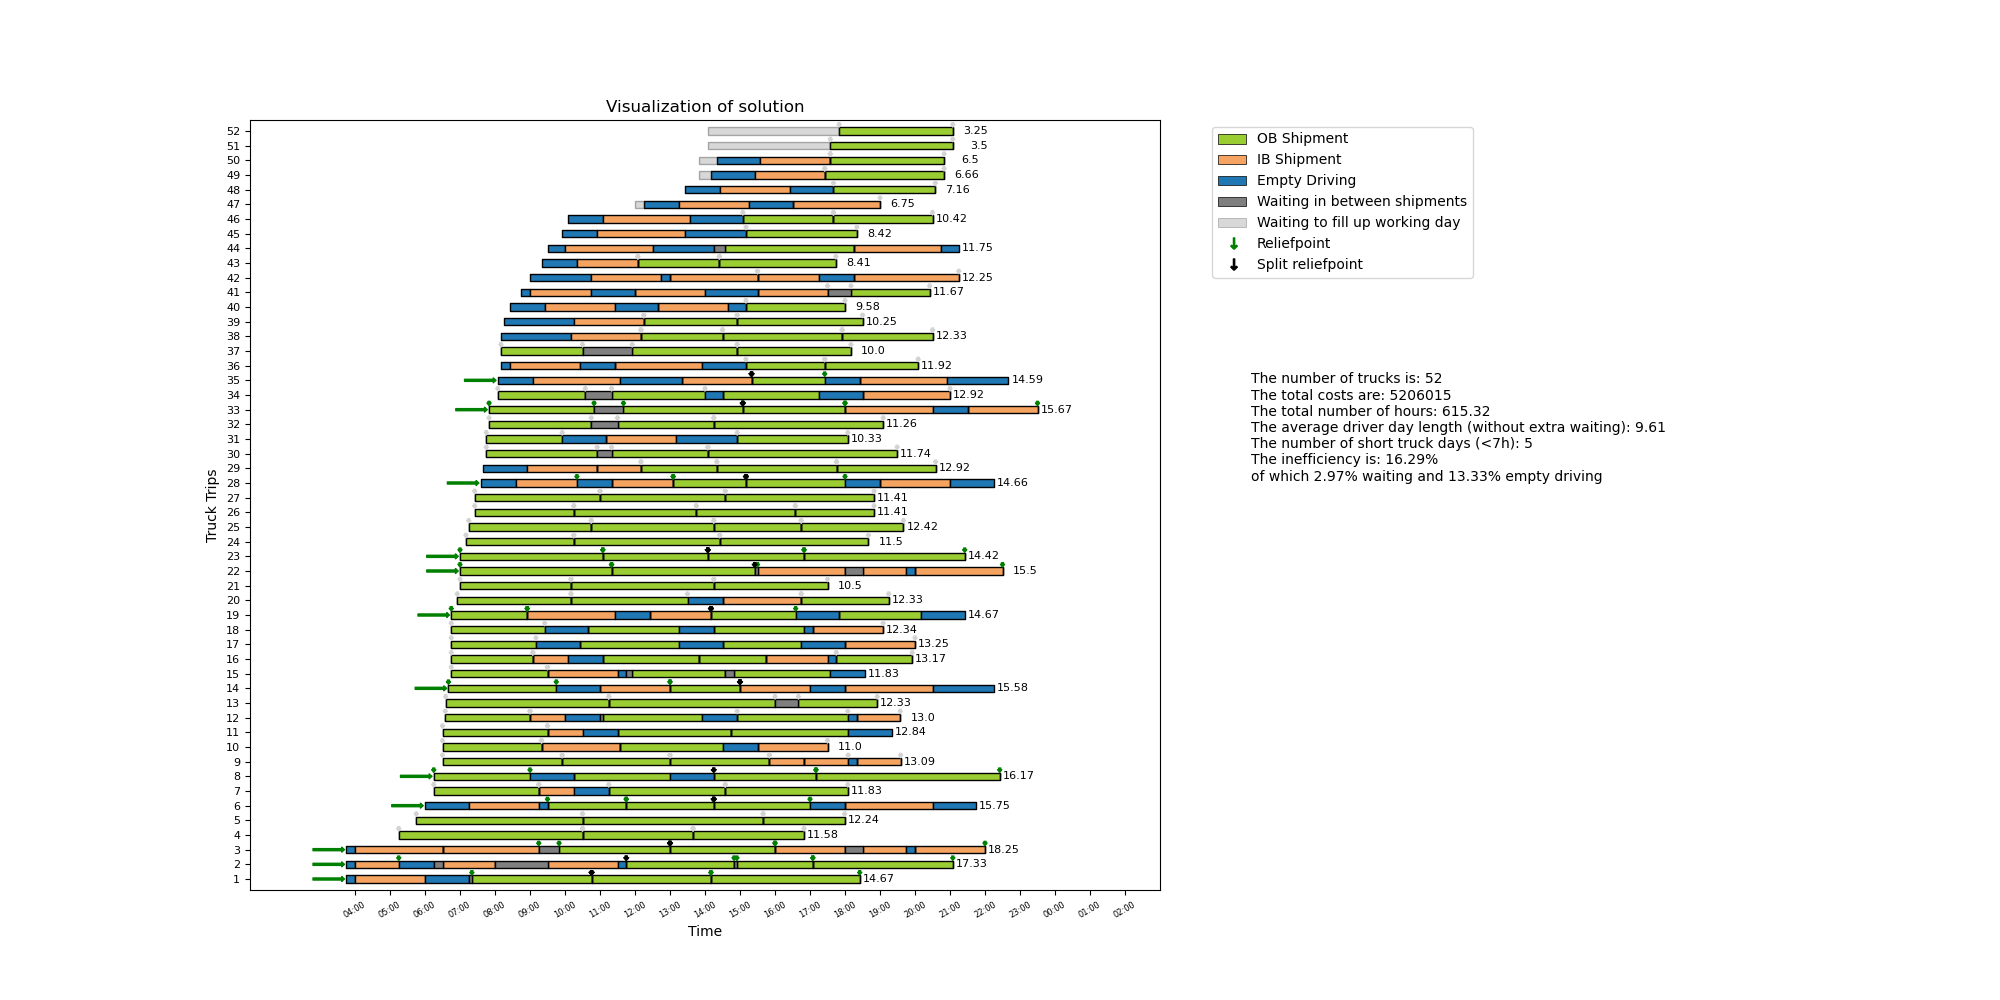 Visualization of solution
52 3.25
51 3.5
50 6.5
49 6.66
48 7.16
47 6.75
46 10.42
45 8.42
44 11.75
43 8.41
42 12.25
41 11.67
40 9.58
39 10.25
38 12.33
37 10.0
36 11.92
35 14.59
34 12.92
33 15.67
32 11.26
31 10.33
30 11.74
29 12.92
28 14.66
27 11.41
26 11.41
25 12.42
24 11.5
23 14.42
22 15.5
21 10.5
20 12.33
19 14.67
18 12.34
17 13.25
16 13.17
15 11.83
14 15.58
13 12.33
12 13.0
11 12.84
10 11.0
9 13.09
8 16.17
7 11.83
6 15.75
5 12.24
4 11.58
3 18.25
2 17.33
1 14.67
Truck Trips
04:00 05:00 06:00 07:00 08:00 09:00 10:00 11:00 12:00 13:00 14:00 15:00 16:00 17:00 18:00 19:00 20:00 21:00 22:00 23:00 00:00 01:00 02:00
Time
OB Shipment
IB Shipment
Empty Driving
Waiting in between shipments
Waiting to fill up working day
Reliefpoint
Split reliefpoint
The number of trucks is: 52
The total costs are: 5206015
The total number of hours: 615.32
The average driver day length (without extra waiting): 9.61
The number of short truck days (<7h): 5
The inefficiency is: 16.29%
of which 2.97% waiting and 13.33% empty driving